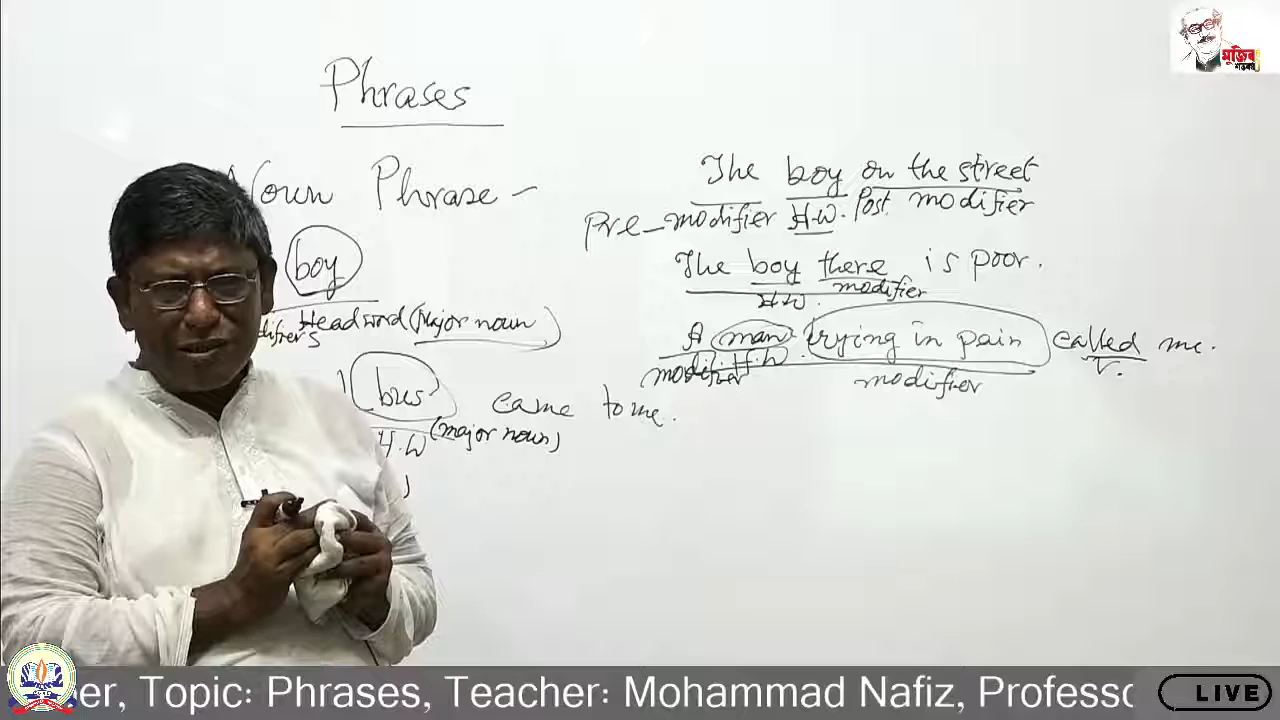 Phrases
Noun Phrase –
boy
Headword (Major noun)
bus came to me.
H.W (major noun)
The boy on the street
Pre-modifier H.W. Post modifier
The boy there is poor.
H.W. modifier
A man crying in pain called me.
modifier H.W. modifier V.
মুজিব
শতবর্ষ
er, Topic: Phrases, Teacher: Mohammad Nafiz, Professo
LIVE